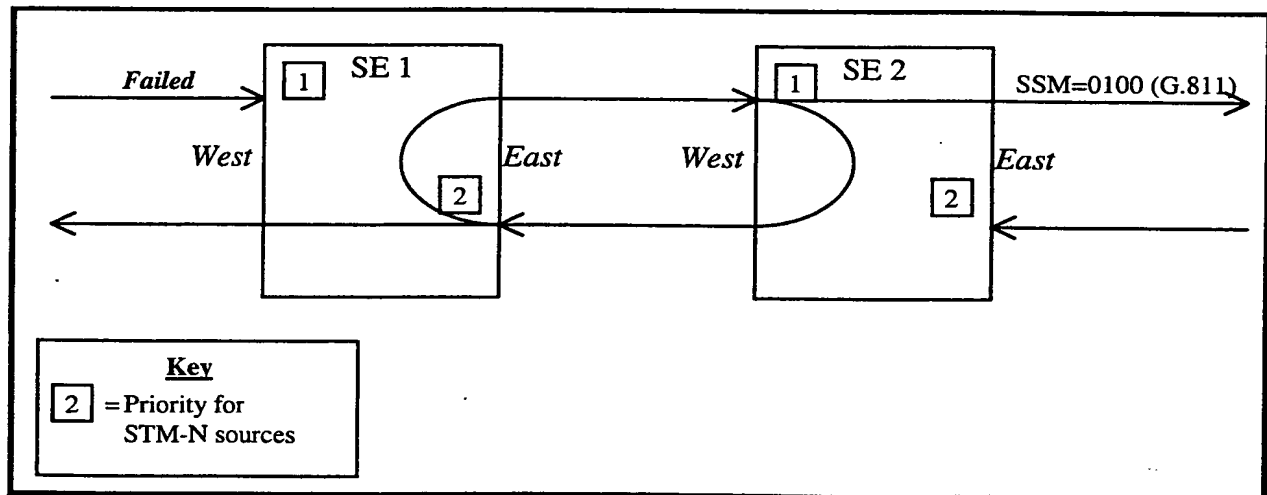 1 SE 1
Failed
West
East
2
1 SE 2
SSM=0100 (G.811)
West
East
2
Key
2 = Priority for
STM-N sources